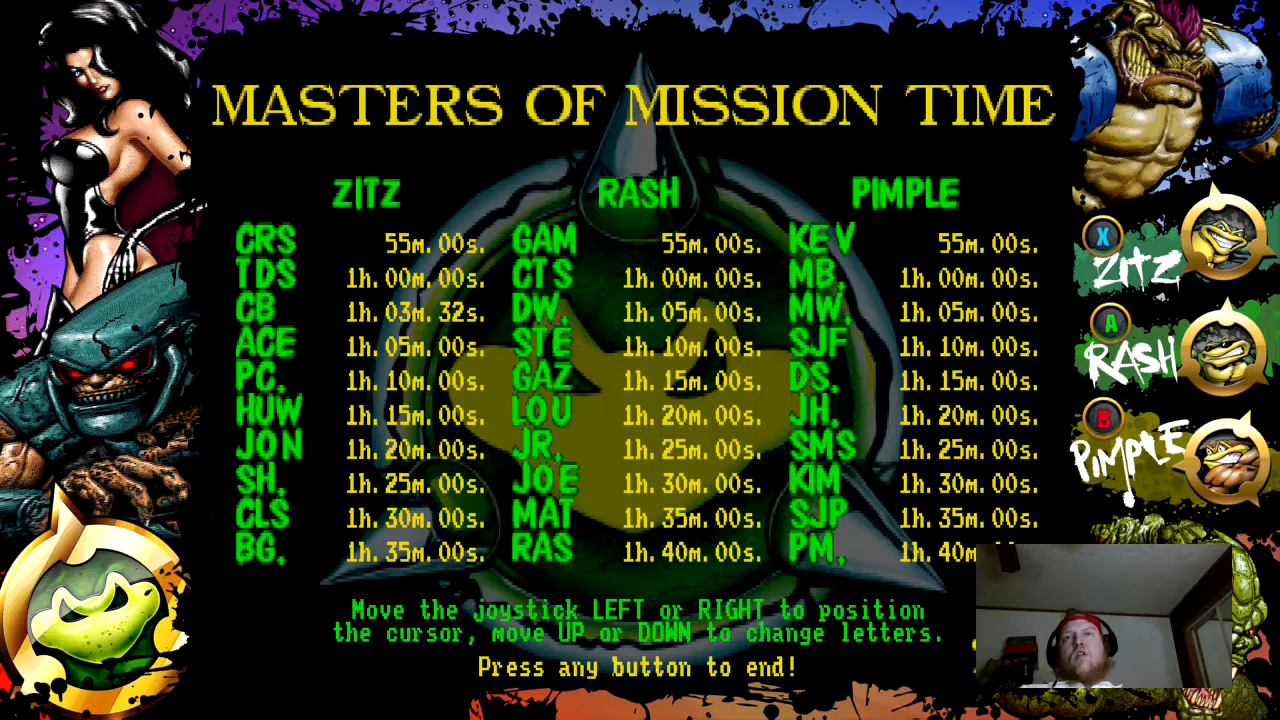 MASTERS OF MISSION TIME
ZITZ RASH PIMPLE
CRS 55m.00s. GAM 55m.00s. KEV 55m.00s.
TDS 1h.00m.00s. CTS 1h.00m.00s. MB. 1h.00m.00s.
CB 1h.03m.32s. DW. 1h.05m.00s. MW. 1h.05m.00s.
ACE 1h.05m.00s. STE 1h.10m.00s. SJF 1h.10m.00s.
PC. 1h.10m.00s. GAZ 1h.15m.00s. DS. 1h.15m.00s.
HUW 1h.15m.00s. LOU 1h.20m.00s. JH. 1h.20m.00s.
JON 1h.20m.00s. JR. 1h.25m.00s. SMS 1h.25m.00s.
SH. 1h.25m.00s. JOE 1h.30m.00s. KIM 1h.30m.00s.
CLS 1h.30m.00s. MAT 1h.35m.00s. SJP 1h.35m.00s.
BG. 1h.35m.00s. RAS 1h.40m.00s. PM. 1h.40m
Move the joystick LEFT or RIGHT to position
the cursor, move UP or DOWN to change letters.
Press any button to end!
X
ZITZ
A
RASH
B
PIMPLE